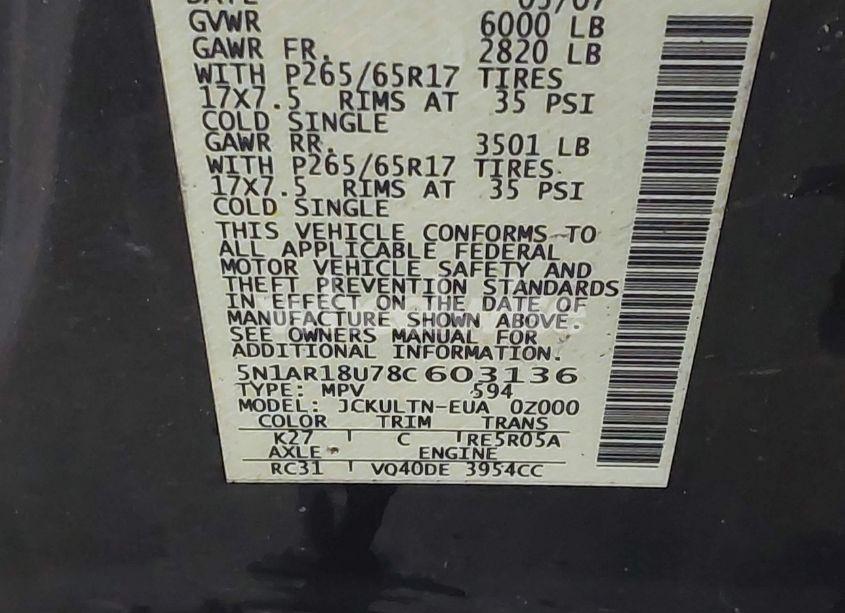 DATE 05/07
GVWR 6000 LB
GAWR FR. 2820 LB
WITH P265/65R17 TIRES
17X7.5 RIMS AT 35 PSI
COLD SINGLE
GAWR RR. 3501 LB
WITH P265/65R17 TIRES
17X7.5 RIMS AT 35 PSI
COLD SINGLE
THIS VEHICLE CONFORMS TO
ALL APPLICABLE FEDERAL
MOTOR VEHICLE SAFETY AND
THEFT PREVENTION STANDARDS
IN EFFECT ON THE DATE OF
MANUFACTURE SHOWN ABOVE.
SEE OWNERS MANUAL FOR
ADDITIONAL INFORMATION.
5N1AR18U78C603136
TYPE: MPV 594
MODEL: JCKULTN-EUA 0Z000
COLOR TRIM TRANS
K27 C RE5R05A
AXLE ENGINE
RC31 VQ40DE 3954CC